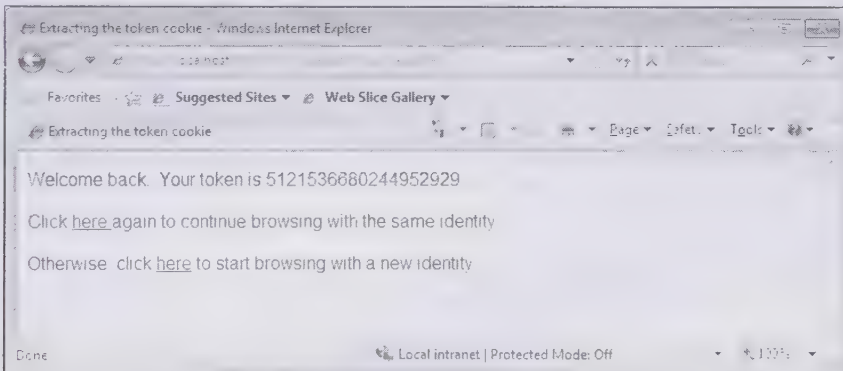 Extracting the token cookie - Windows Internet Explorer
Favorites Suggested Sites Web Slice Gallery
Extracting the token cookie Page Safety Tools
Welcome back. Your token is 5121536680244952929
Click here again to continue browsing with the same identity
Otherwise click here to start browsing with a new identity
Done Local intranet | Protected Mode: Off 100%